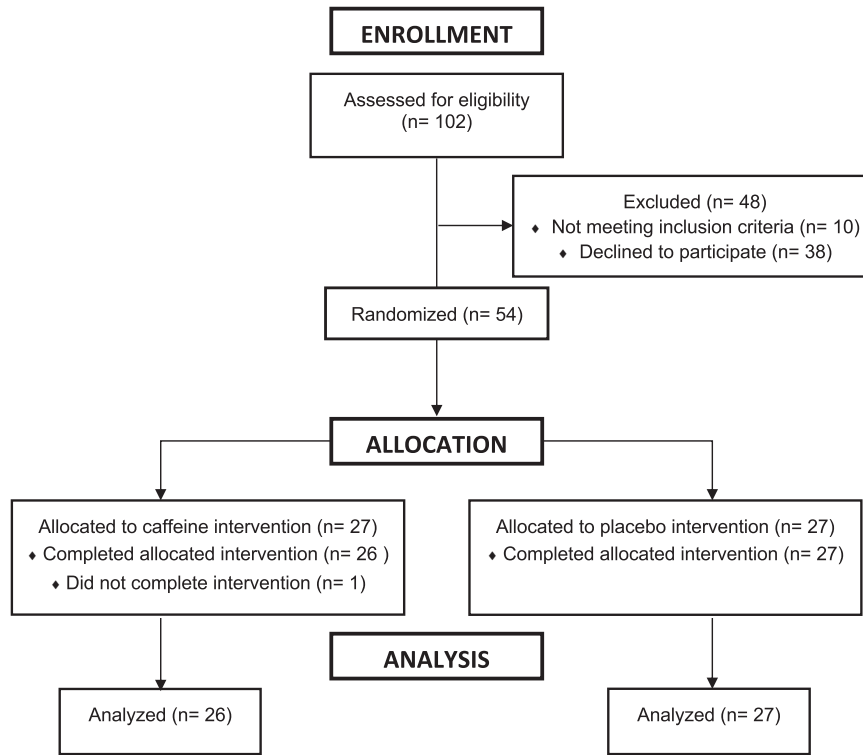 ENROLLMENT
Assessed for eligibility
(n= 102)
Excluded (n= 48)
♦ Not meeting inclusion criteria (n= 10)
♦ Declined to participate (n= 38)
Randomized (n= 54)
ALLOCATION
Allocated to caffeine intervention (n= 27)
♦ Completed allocated intervention (n= 26 )
♦ Did not complete intervention (n= 1)
Allocated to placebo intervention (n= 27)
♦ Completed allocated intervention (n= 27)
ANALYSIS
Analyzed (n= 26)
Analyzed (n= 27)